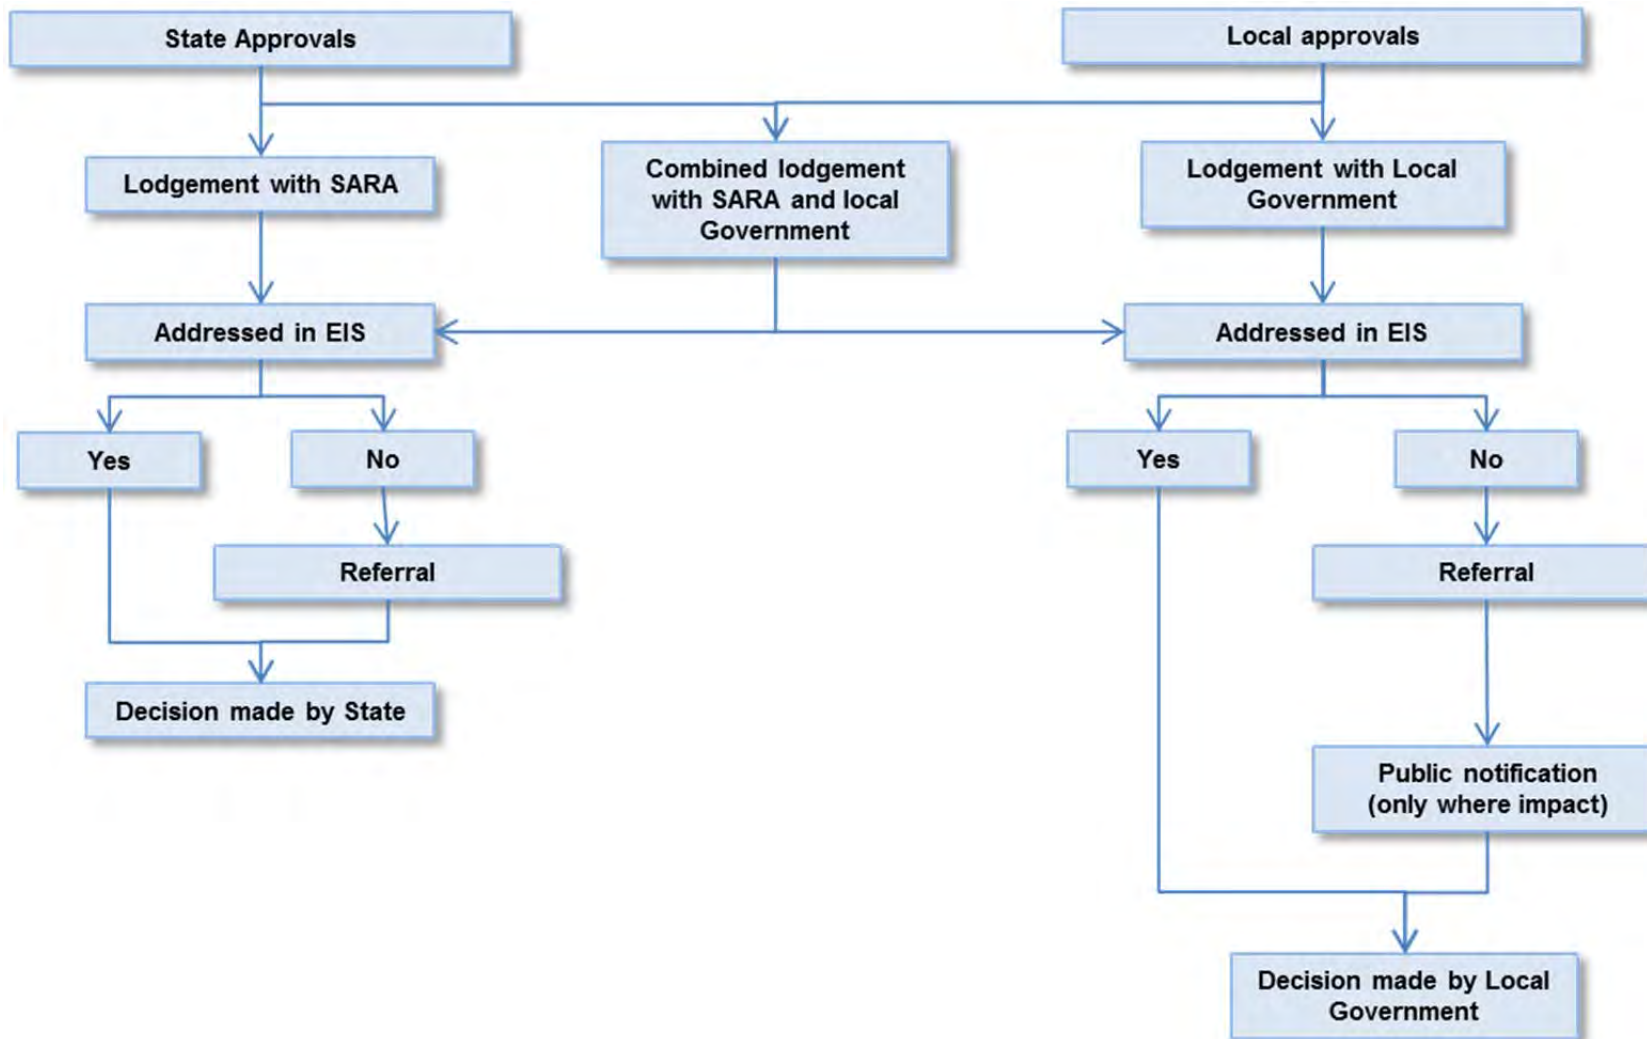 State Approvals
Local approvals
Lodgement with SARA
Combined lodgement
with SARA and local
Government
Lodgement with Local
Government
Addressed in EIS
Addressed in EIS
Yes
No
Yes
No
Referral
Referral
Decision made by State
Public notification
(only where impact)
Decision made by Local
Government